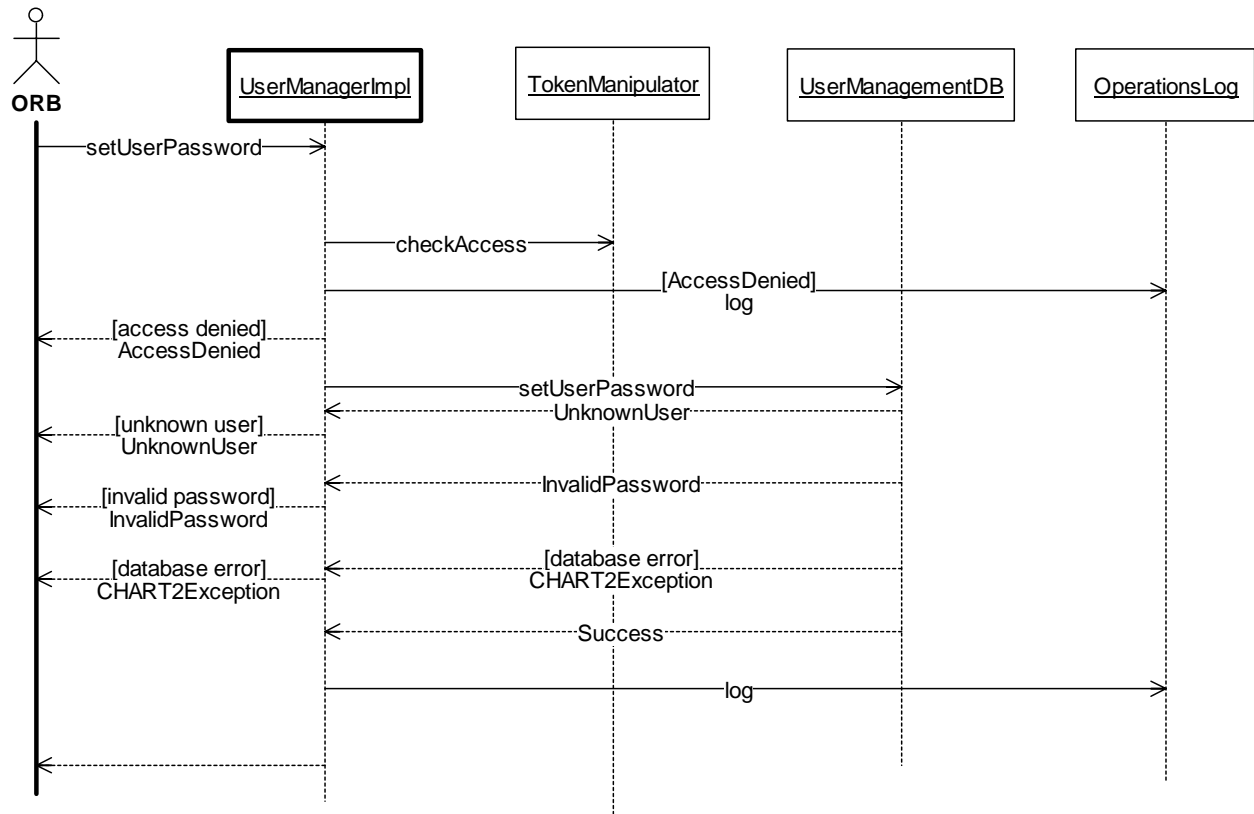 ORB
UserManagerImpl
TokenManipulator
UserManagementDB
OperationsLog
setUserPassword
checkAccess
[AccessDenied]
log
[access denied]
AccessDenied
setUserPassword
UnknownUser
[unknown user]
UnknownUser
InvalidPassword
[invalid password]
InvalidPassword
[database error]
CHART2Exception
[database error]
CHART2Exception
Success
log